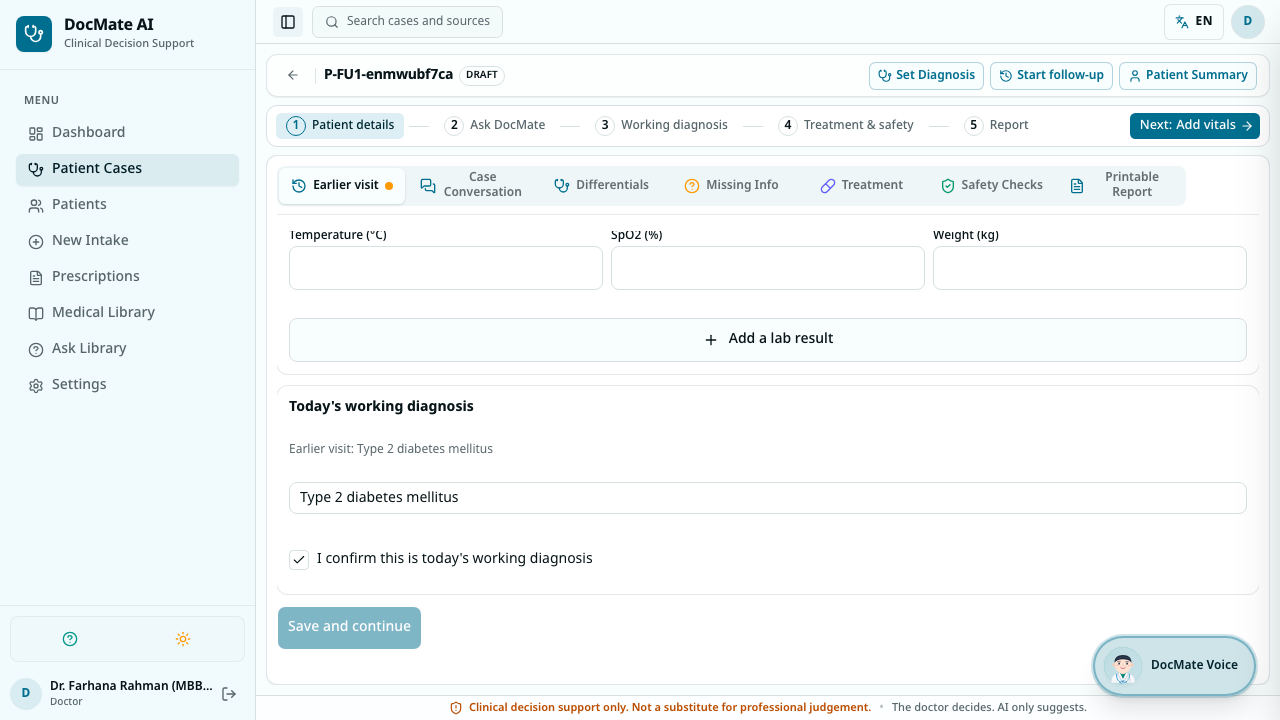 DocMate AI
Clinical Decision Support
MENU
Dashboard
Patient Cases
Patients
New Intake
Prescriptions
Medical Library
Ask Library
Settings
D
Dr. Farhana Rahman (MBB...
Doctor
Search cases and sources
EN
D
P-FU1-enmwubf7ca
DRAFT
Set Diagnosis
Start follow-up
Patient Summary
1 Patient details
2 Ask DocMate
3 Working diagnosis
4 Treatment & safety
5 Report
Next: Add vitals
Earlier visit
Case
Conversation
Differentials
Missing Info
Treatment
Safety Checks
Printable
Report
Temperature (°C)
SpO2 (%)
Weight (kg)
Add a lab result
Today's working diagnosis
Earlier visit: Type 2 diabetes mellitus
Type 2 diabetes mellitus
I confirm this is today's working diagnosis
Save and continue
DocMate Voice
Clinical decision support only. Not a substitute for professional judgement. • The doctor decides. AI only suggests.